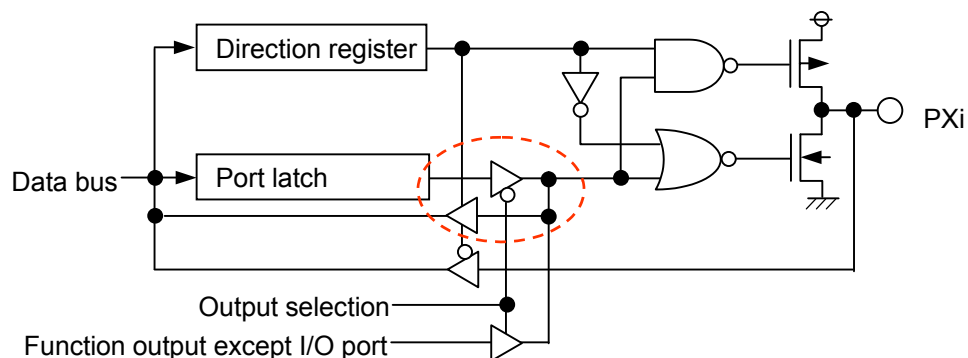 Direction register
PXi
Port latch
Data bus
Output selection
Function output except I/O port